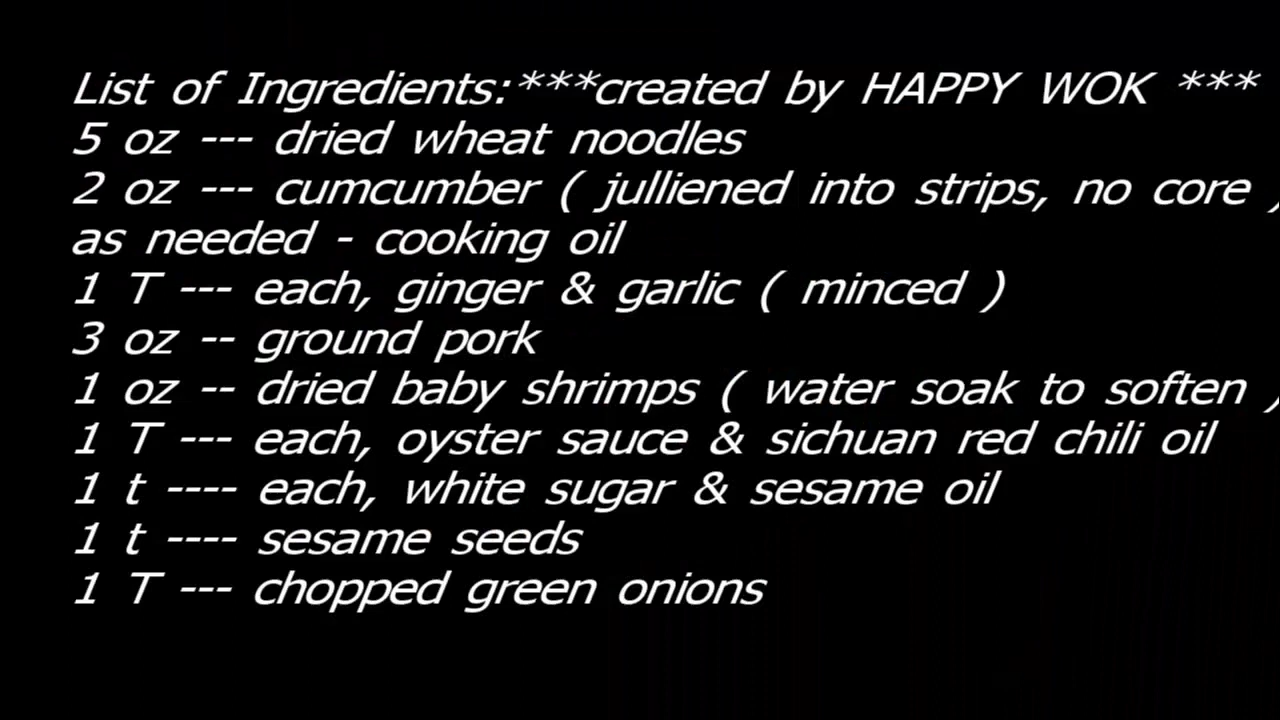 List of Ingredients:***created by HAPPY WOK ***
5 oz --- dried wheat noodles
2 oz --- cumcumber ( julliened into strips, no core )
as needed - cooking oil
1 T --- each, ginger & garlic ( minced )
3 oz -- ground pork
1 oz -- dried baby shrimps ( water soak to soften )
1 T --- each, oyster sauce & sichuan red chili oil
1 t ---- each, white sugar & sesame oil
1 t ---- sesame seeds
1 T --- chopped green onions